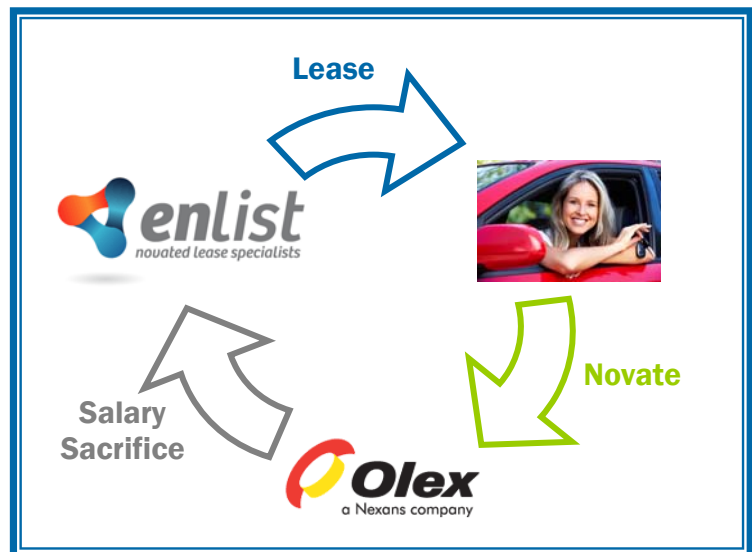 Lease
enlist
novated lease specialists
Novate
Salary
Sacrifice
Olex
a Nexans company